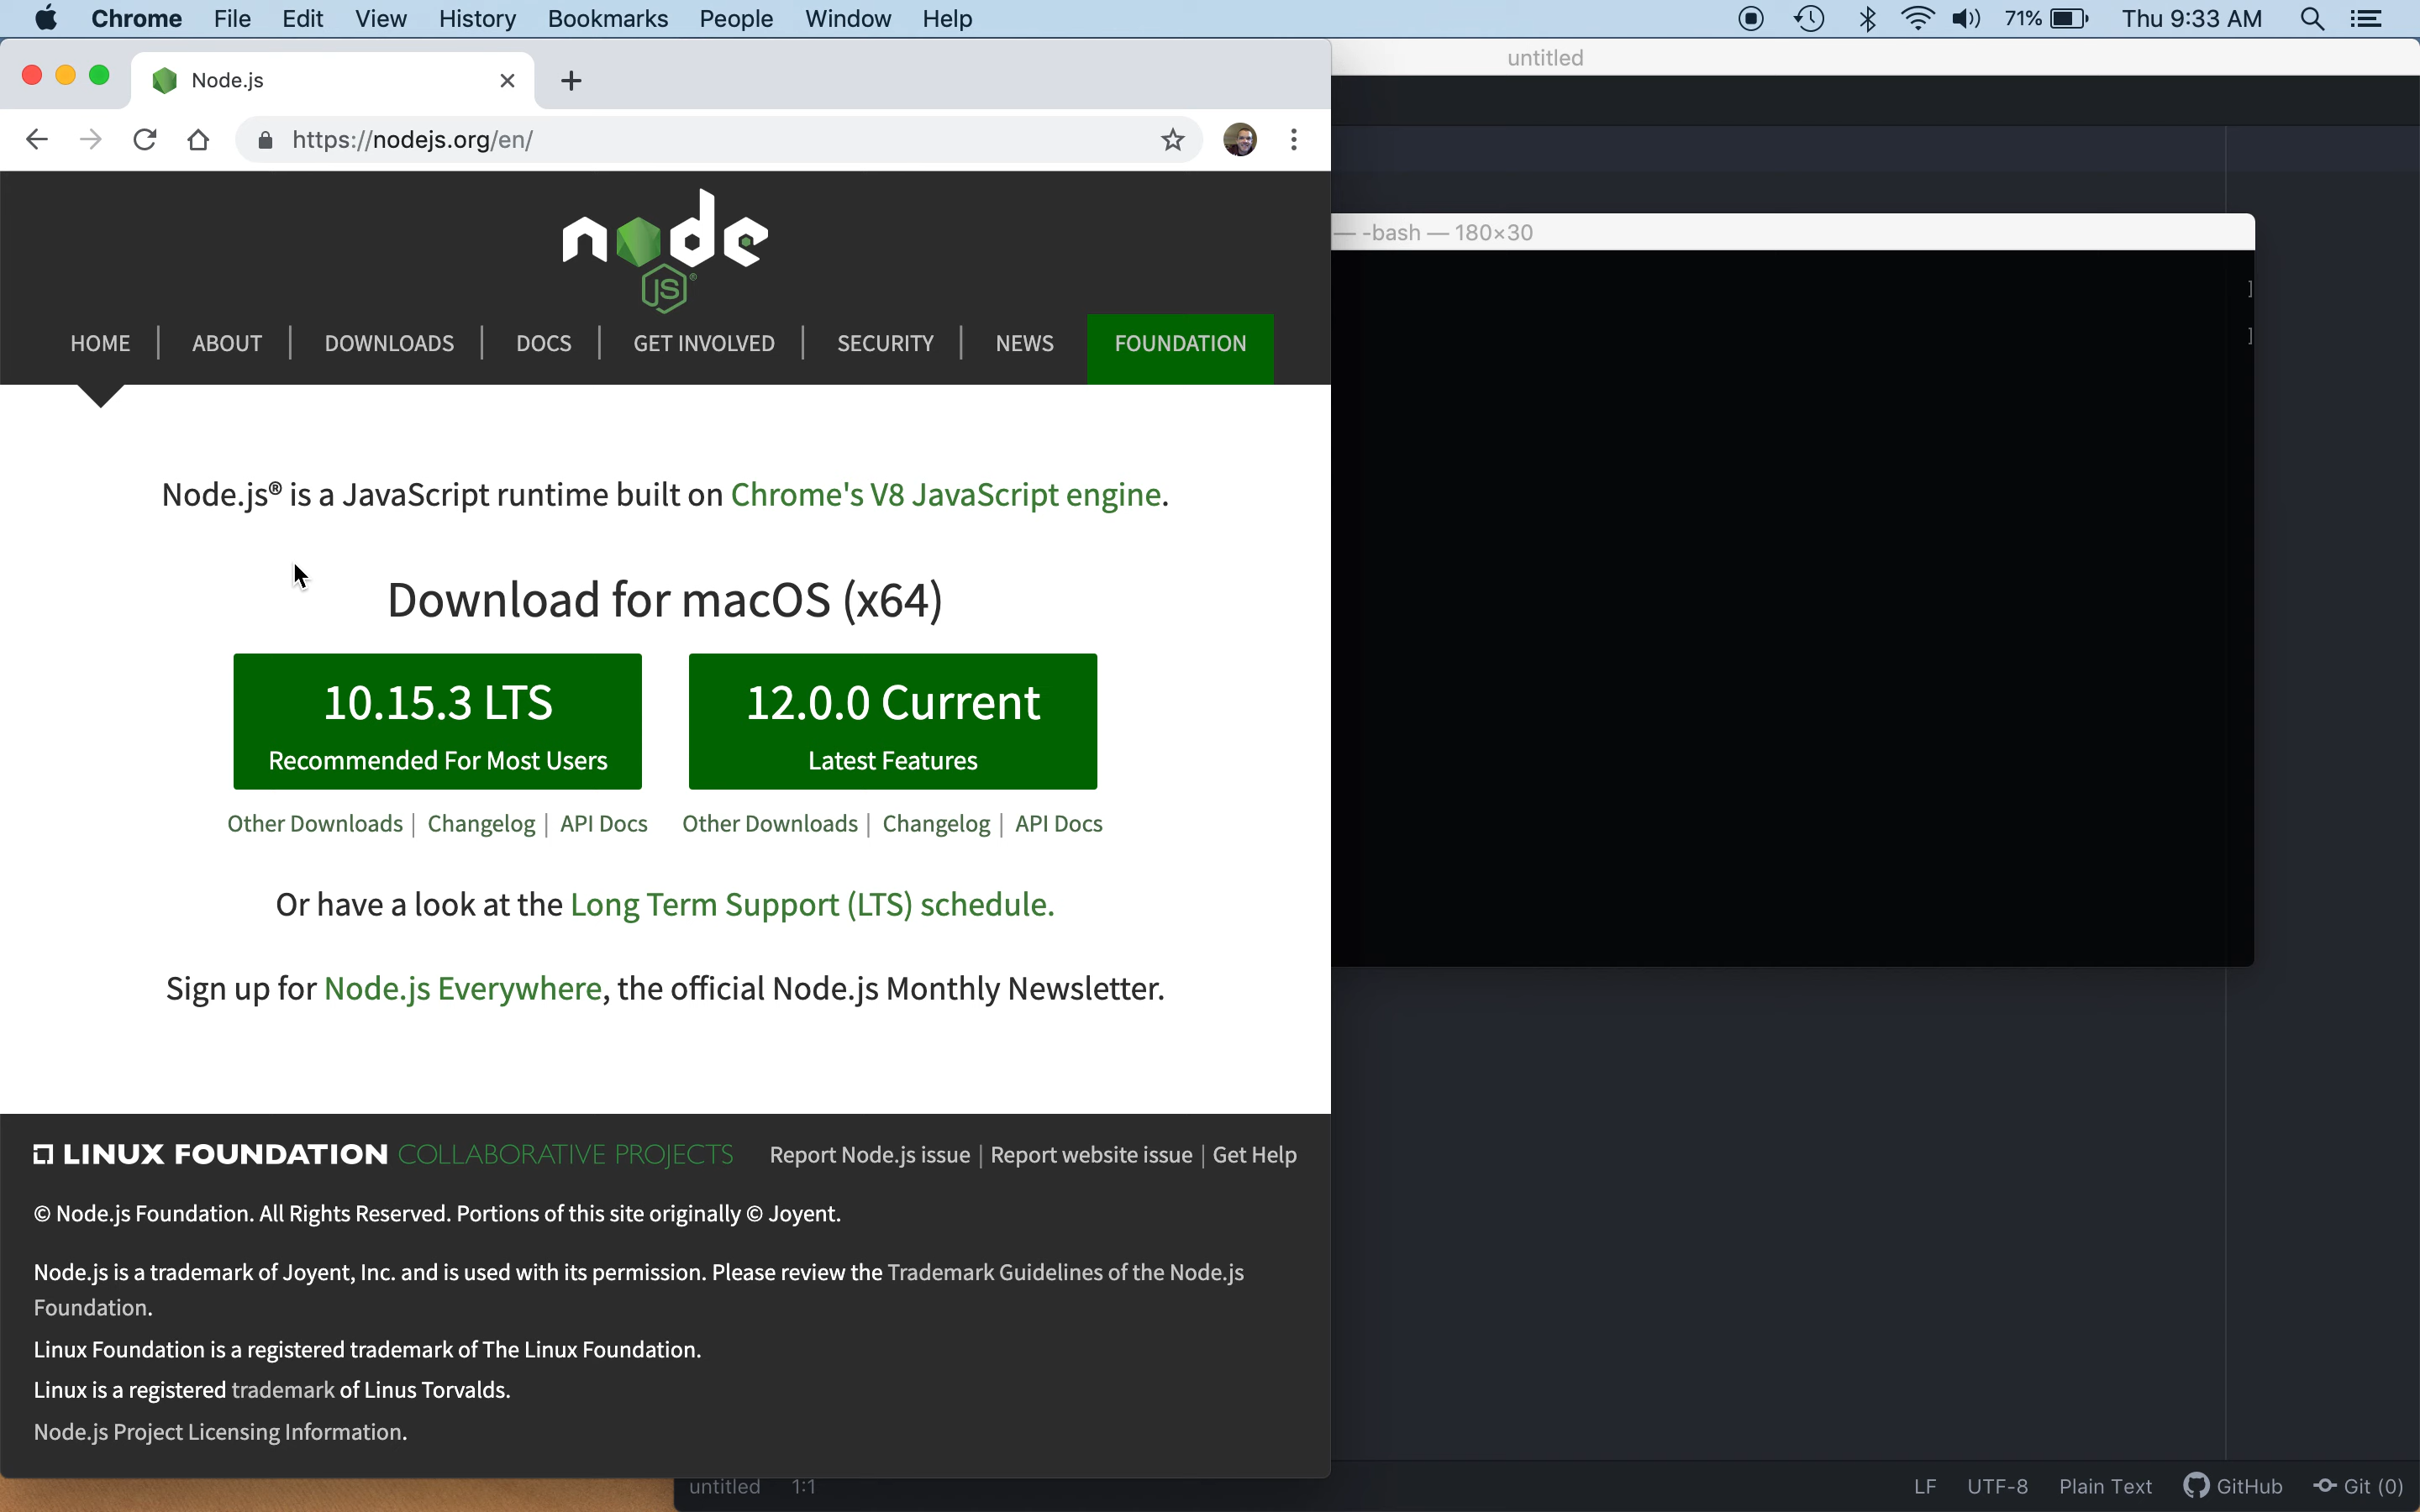 Chrome File Edit View History Bookmarks People Window Help 71% Thu 9:33 AM
untitled
Node.js
https://nodejs.org/en/
— -bash — 180×30
node
JS®
HOME | ABOUT | DOWNLOADS | DOCS | GET INVOLVED | SECURITY | NEWS FOUNDATION
]
]
Node.js® is a JavaScript runtime built on Chrome's V8 JavaScript engine.
Download for macOS (x64)
10.15.3 LTS
Recommended For Most Users
12.0.0 Current
Latest Features
Other Downloads | Changelog | API Docs
Other Downloads | Changelog | API Docs
Or have a look at the Long Term Support (LTS) schedule.
Sign up for Node.js Everywhere, the official Node.js Monthly Newsletter.
LINUX FOUNDATION COLLABORATIVE PROJECTS
Report Node.js issue | Report website issue | Get Help
© Node.js Foundation. All Rights Reserved. Portions of this site originally © Joyent.
Node.js is a trademark of Joyent, Inc. and is used with its permission. Please review the Trademark Guidelines of the Node.js
Foundation.
Linux Foundation is a registered trademark of The Linux Foundation.
Linux is a registered trademark of Linus Torvalds.
Node.js Project Licensing Information.
untitled 1:1 LF UTF-8 Plain Text GitHub Git (0)